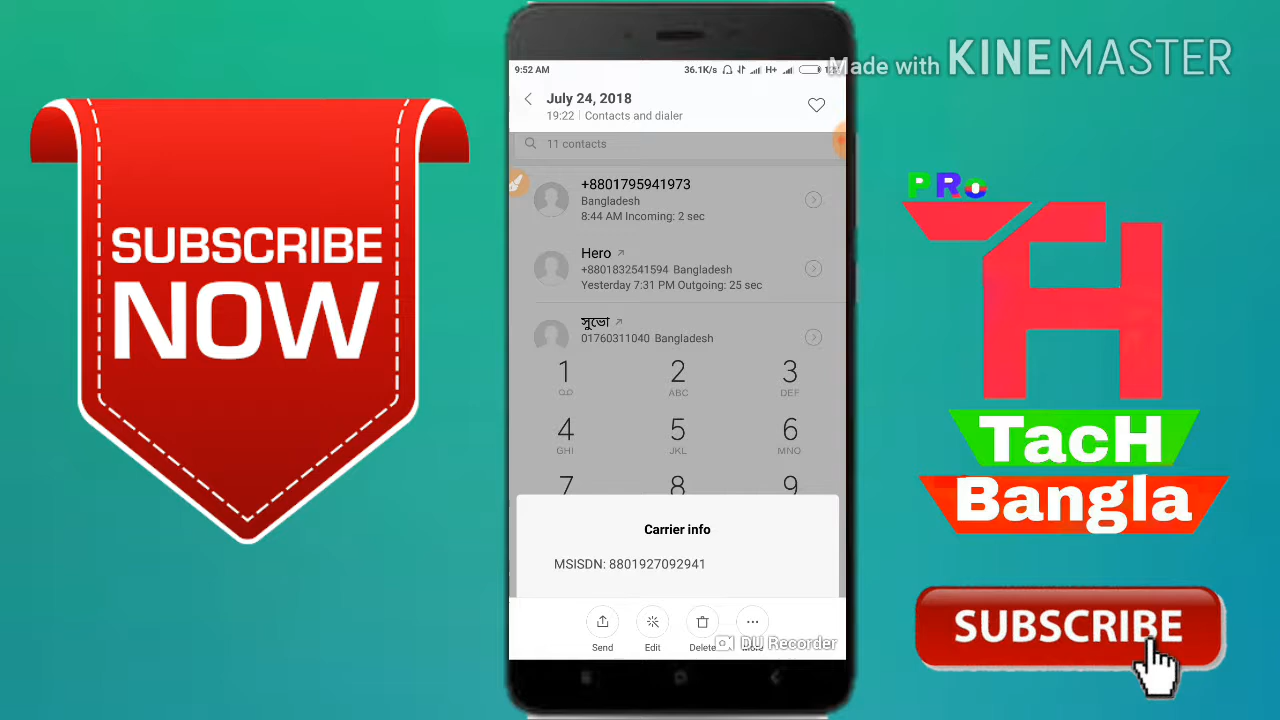 SUBSCRIBE
NOW
9:52 AM
36.1K/s
H+
July 24, 2018
19:22 | Contacts and dialer
11 contacts
+8801795941973
Bangladesh
8:44 AM Incoming: 2 sec
Hero
+8801832541594 Bangladesh
Yesterday 7:31 PM Outgoing: 25 sec
সুভো
01760311040 Bangladesh
1 2 3
ABC DEF
4 5 6
GHI JKL MNO
7 8 9
Carrier info
MSISDN: 8801927092941
Send Edit Delete
DU Recorder
Made with KINEMASTER
PRo
TH
TacH
Bangla
SUBSCRIBE